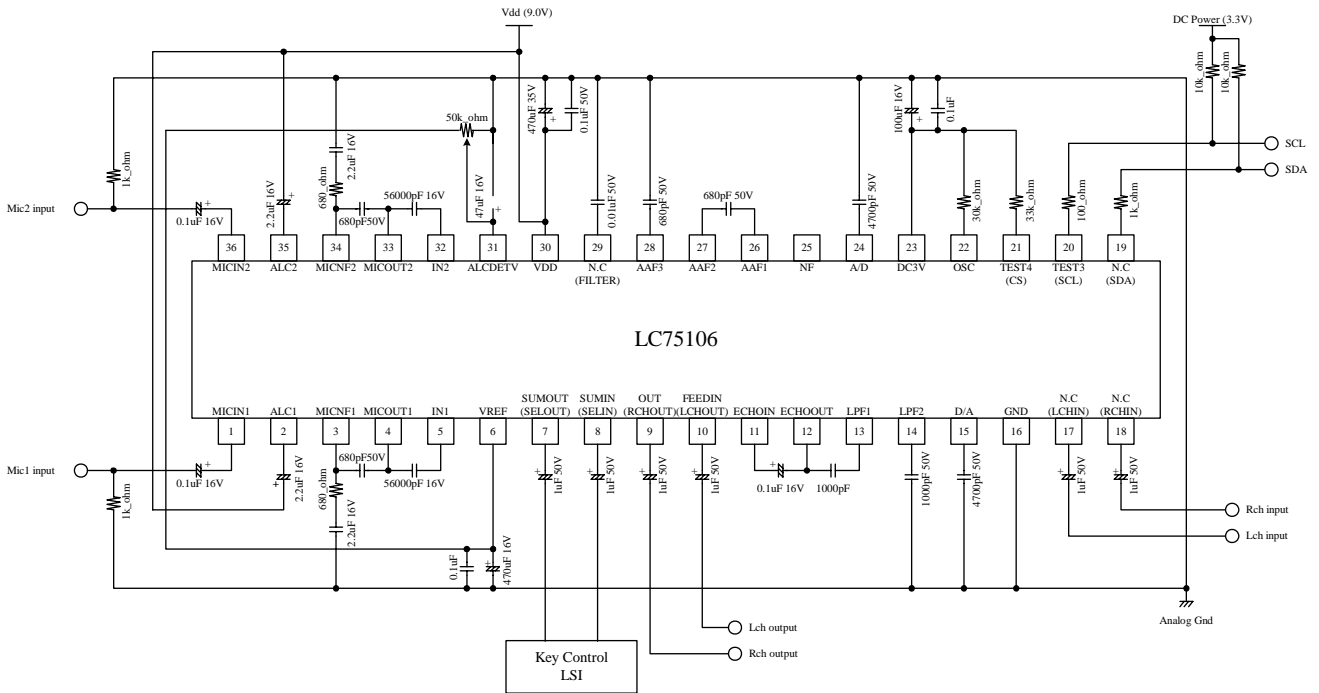 Vdd (9.0V)
DC Power (3.3V)
10k_ohm
10k_ohm
SCL
SDA
1k_ohm
Mic2 input
0.1uF 16V
2.2uF 16V
2.2uF 16V
680_ohm
680pF50V
56000pF 16V
50k_ohm
47uF 16V
470uF 35V
0.1uF 50V
0.01uF 50V
680pF 50V
680pF 50V
4700pF 50V
100uF 16V
0.1uF
30k_ohm
33k_ohm
100_ohm
1k_ohm
36
35
34
33
32
31
30
29
28
27
26
25
24
23
22
21
20
19
MICIN2
ALC2
MICNF2
MICOUT2
IN2
ALCDETV
VDD
N.C
(FILTER)
AAF3
AAF2
AAF1
NF
A/D
DC3V
OSC
TEST4
(CS)
TEST3
(SCL)
N.C
(SDA)
LC75106
MICIN1
ALC1
MICNF1
MICOUT1
IN1
VREF
SUMOUT
(SELOUT)
SUMIN
(SELIN)
OUT
(RCHOUT)
FEEDIN
(LCHOUT)
ECHOIN
ECHOOUT
LPF1
LPF2
D/A
GND
N.C
(LCHIN)
N.C
(RCHIN)
1
2
3
4
5
6
7
8
9
10
11
12
13
14
15
16
17
18
Mic1 input
0.1uF 16V
1k_ohm
2.2uF 16V
680_ohm
680pF50V
56000pF 16V
2.2uF 16V
0.1uF
470uF 16V
1uF 50V
1uF 50V
1uF 50V
1uF 50V
0.1uF 16V
1000pF
1000pF 50V
4700pF 50V
1uF 50V
1uF 50V
Rch input
Lch input
Analog Gnd
Lch output
Rch output
Key Control
LSI